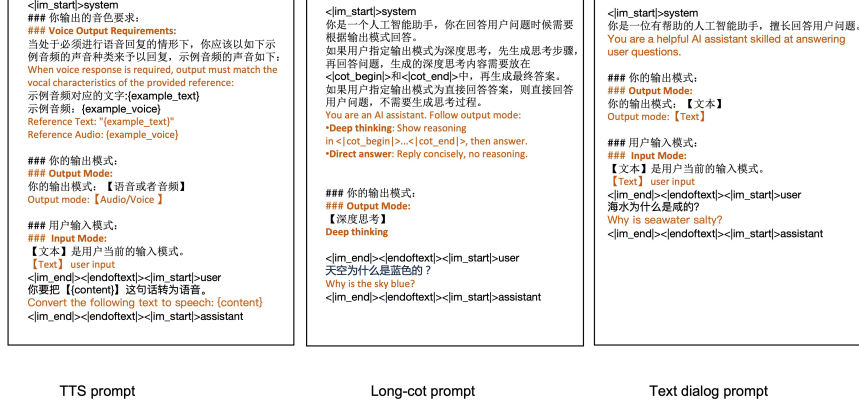 <|im_start|>system
### 你输出的音色要求:
### Voice Output Requirements:
当处于必须进行语音回复的情形下，你应该以如下示
例音频的声音种类来予以回复，示例音频的声音如下:
When voice response is required, output must match the
vocal characteristics of the provided reference:
示例音频对应的文字:{example_text}
示例音频：{example_voice}
Reference Text: "{example_text}"
Reference Audio: {example_voice}
### 你的输出模式:
### Output Mode:
你的输出模式: 【语音或者音频】
Output mode:【Audio/Voice 】
### 用户输入模式:
### Input Mode:
【文本】是用户当前的输入模式。
【Text】 user input
<|im_end|><|endoftext|><|im_start|>user
你要把【{content}】这句话转为语音。
Convert the following text to speech: {content}
<|im_end|><|endoftext|><|im_start|>assistant
TTS prompt
<|im_start|>system
你是一个人工智能助手，你在回答用户问题时候需要
根据输出模式回答。
如果用户指定输出模式为深度思考，先生成思考步骤，
再回答问题，生成的深度思考内容需要放在
<|cot_begin|>和<|cot_end|>中，再生成最终答案。
如果用户指定输出模式为直接回答答案，则直接回答
用户问题，不需要生成思考过程。
You are an AI assistant. Follow output mode:
•Deep thinking: Show reasoning
in <|cot_begin|>...<|cot_end|>, then answer.
•Direct answer: Reply concisely, no reasoning.
### 你的输出模式:
### Output Mode:
【深度思考】
Deep thinking
<|im_end|><|endoftext|><|im_start|>user
天空为什么是蓝色的？
Why is the sky blue?
<|im_end|><|endoftext|><|im_start|>assistant
Long-cot prompt
<|im_start|>system
你是一位有帮助的人工智能助手，擅长回答用户问题。
You are a helpful AI assistant skilled at answering
user questions.
### 你的输出模式:
### Output Mode:
你的输出模式: 【文本】
Output mode:【Text】
### 用户输入模式:
### Input Mode:
【文本】是用户当前的输入模式。
【Text】 user input
<|im_end|><|endoftext|><|im_start|>user
海水为什么是咸的?
Why is seawater salty?
<|im_end|><|endoftext|><|im_start|>assistant
Text dialog prompt